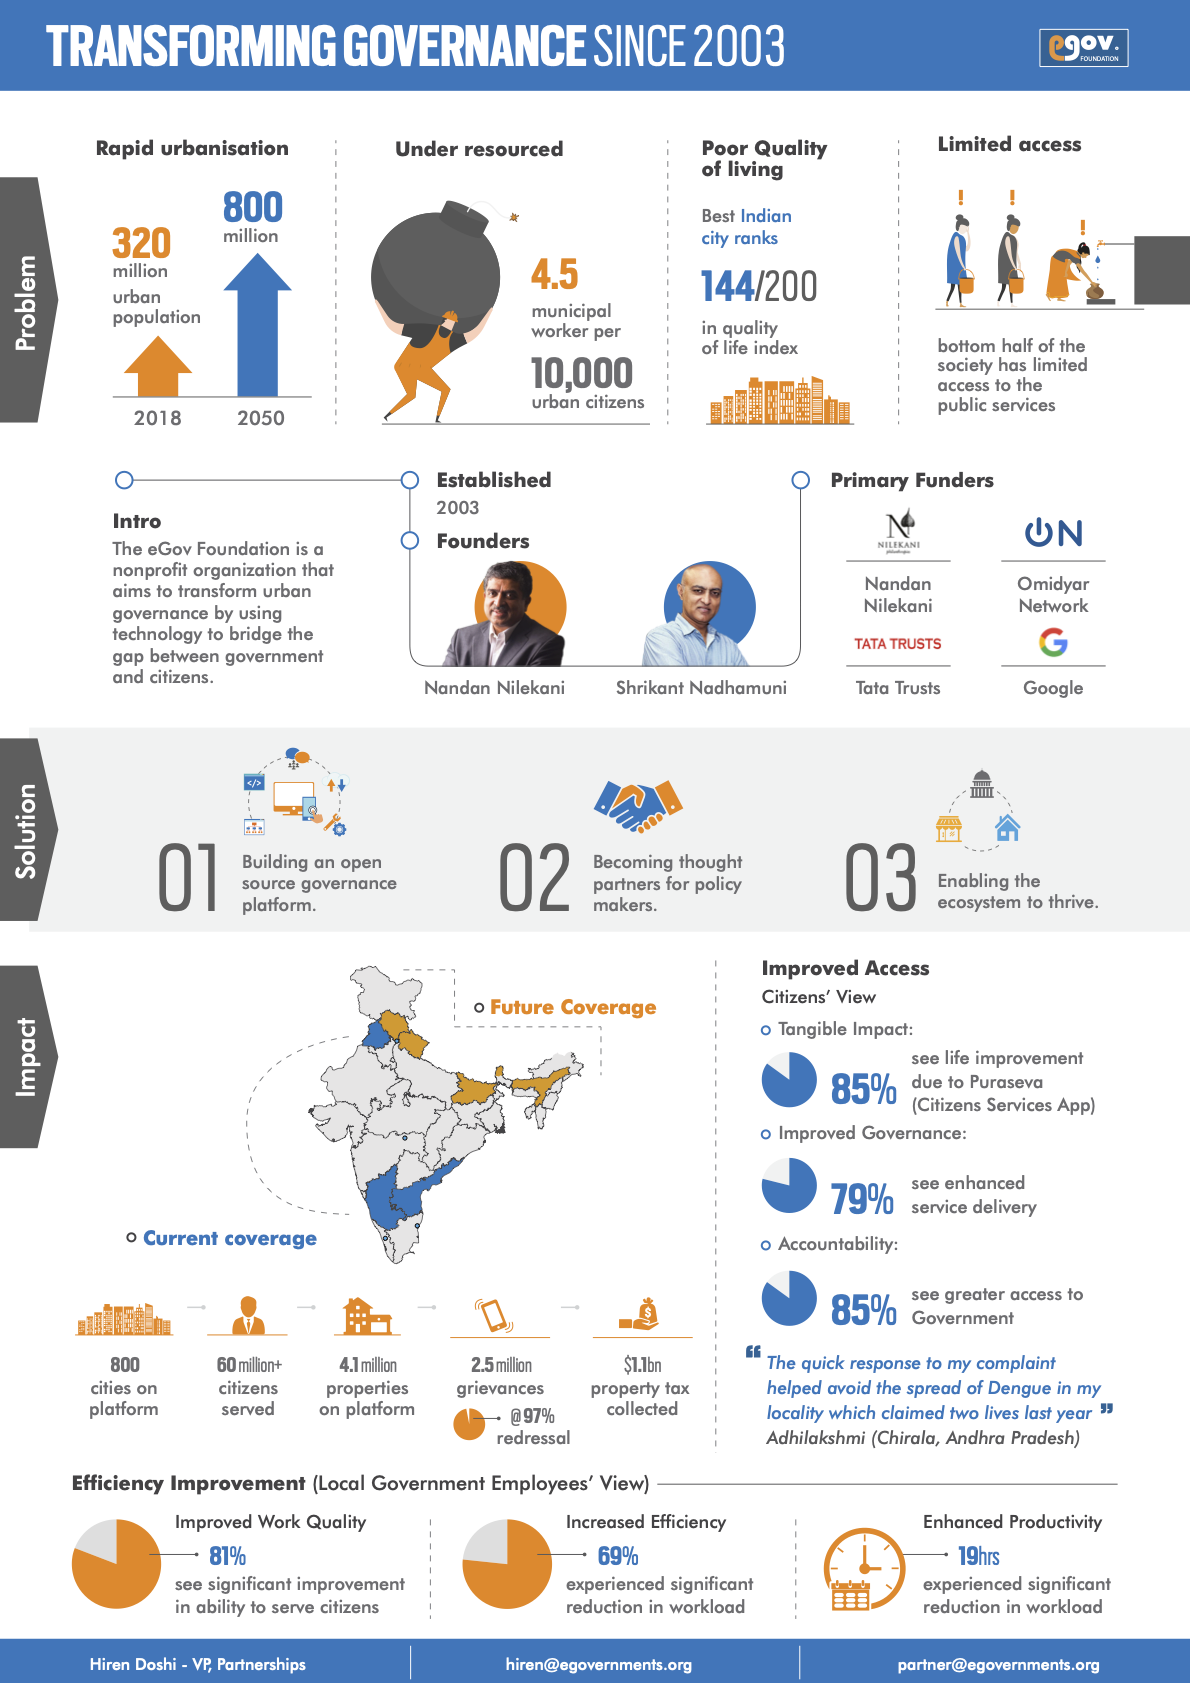 TRANSFORMING GOVERNANCE SINCE 2003
egov.
FOUNDATION
Problem
Rapid urbanisation
320
million
urban
population
800
million
2018
2050
Under resourced
4.5
municipal
worker per
10,000
urban citizens
Poor Quality
of living
Best Indian
city ranks
144/200
in quality
of life index
Limited access
! ! !
bottom half of the
society has limited
access to the
public services
Intro
The eGov Foundation is a
nonprofit organization that
aims to transform urban
governance by using
technology to bridge the
gap between government
and citizens.
Established
2003
Founders
Nandan Nilekani
Shrikant Nadhamuni
Primary Funders
N
NILEKANI
philanthropies
Nandan
Nilekani
ON
Omidyar
Network
TATA TRUSTS
Tata Trusts
G
Google
Solution
</>
01
Building an open
source governance
platform.
02
Becoming thought
partners for policy
makers.
03
Enabling the
ecosystem to thrive.
Impact
Future Coverage
Current coverage
800
cities on
platform
60 million+
citizens
served
4.1 million
properties
on platform
2.5 million
grievances
@ 97%
redressal
$
$1.1bn
property tax
collected
Improved Access
Citizens' View
Tangible Impact:
85%
see life improvement
due to Puraseva
(Citizens Services App)
Improved Governance:
79%
see enhanced
service delivery
Accountability:
85%
see greater access to
Government
“ The quick response to my complaint
helped avoid the spread of Dengue in my
locality which claimed two lives last year ”
Adhilakshmi (Chirala, Andhra Pradesh)
Efficiency Improvement (Local Government Employees' View)
Improved Work Quality
81%
see significant improvement
in ability to serve citizens
Increased Efficiency
69%
experienced significant
reduction in workload
Enhanced Productivity
19hrs
experienced significant
reduction in workload
Hiren Doshi - VP, Partnerships
hiren@egovernments.org
partner@egovernments.org